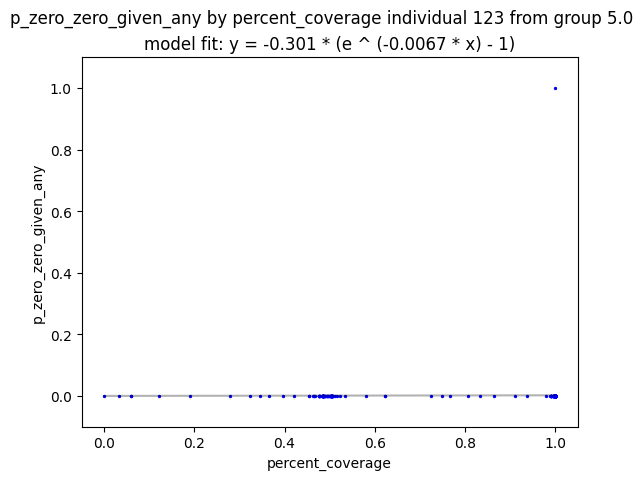 p_zero_zero_given_any by percent_coverage individual 123 from group 5.0
model fit: y = -0.301 * (e ^ (-0.0067 * x) - 1)
1.0
0.8
0.6
0.4
0.2
0.0
p_zero_zero_given_any
0.0 0.2 0.4 0.6 0.8 1.0
percent_coverage